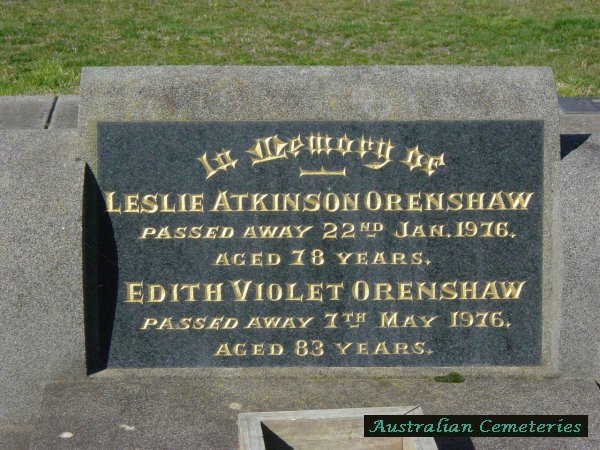 In Memory of
LESLIE ATKINSON ORENSHAW
PASSED AWAY 22ND JAN. 1976.
AGED 78 YEARS.
EDITH VIOLET ORENSHAW
PASSED AWAY 7TH MAY 1976.
AGED 83 YEARS.
Australian Cemeteries